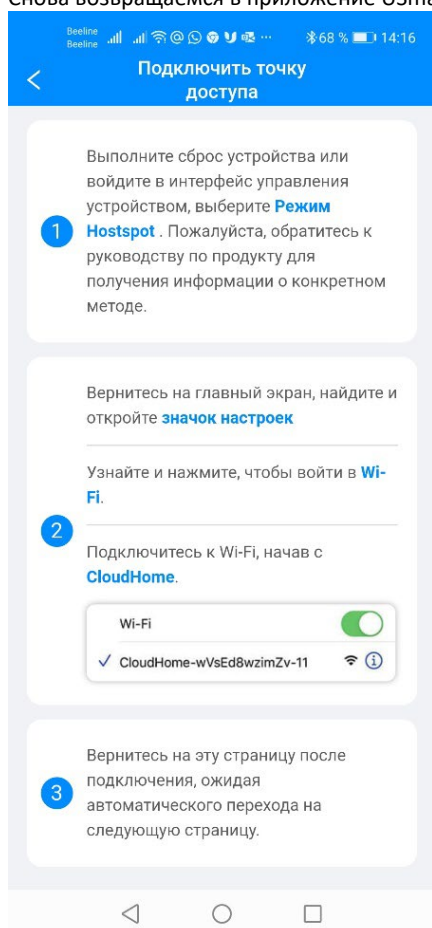 Снова возвращаемся в приложение
Beeline
Beeline
68 % 14:16
Подключить точку
доступа
Выполните сброс устройства или
войдите в интерфейс управления
устройством, выберите Режим
1 Hostspot . Пожалуйста, обратитесь к
руководству по продукту для
получения информации о конкретном
методе.
Вернитесь на главный экран, найдите и
откройте значок настроек
Узнайте и нажмите, чтобы войти в Wi-
Fi.
2
Подключитесь к Wi-Fi, начав с
CloudHome.
Wi-Fi
CloudHome-wVsEd8wzimZv-11
Вернитесь на эту страницу после
подключения, ожидая
3
автоматического перехода на
следующую страницу.